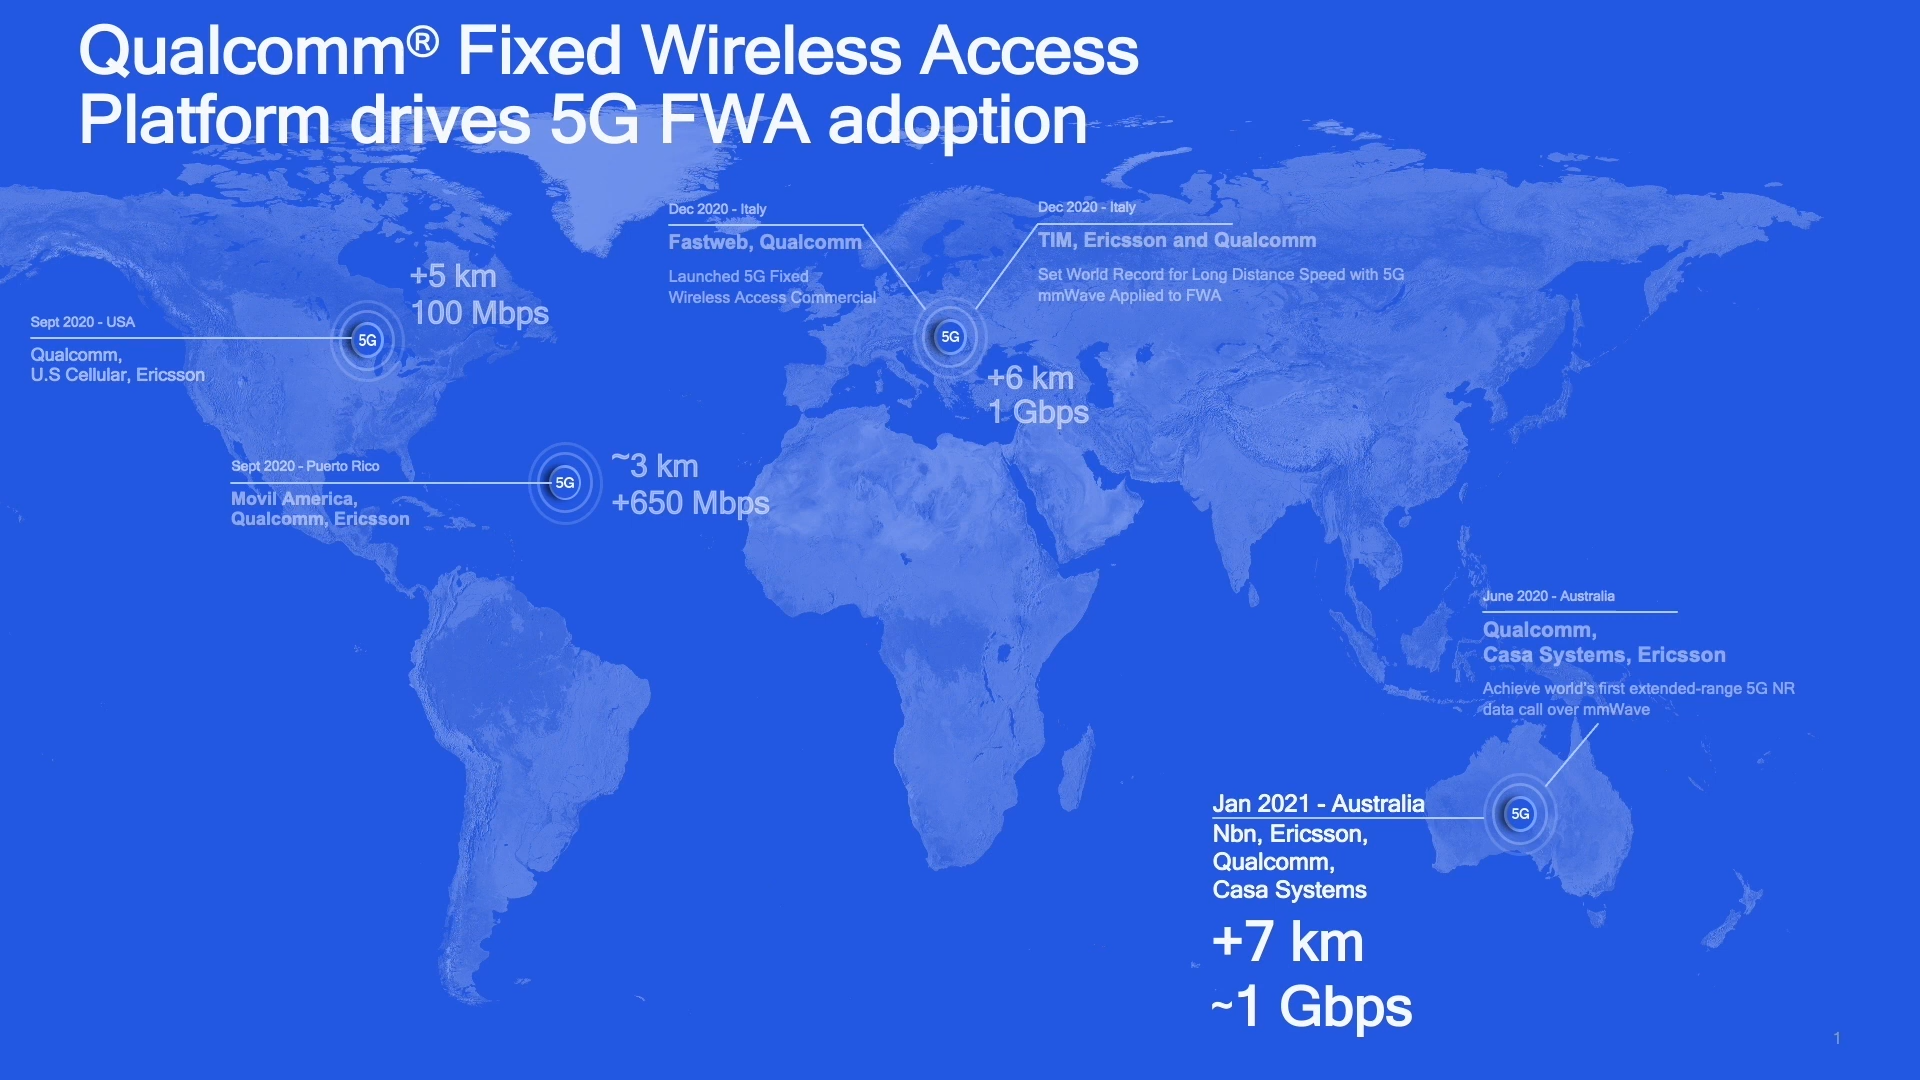 Qualcomm® Fixed Wireless Access
Platform drives 5G FWA adoption
Dec 2020 - Italy
Fastweb, Qualcomm
Launched 5G Fixed
Wireless Access Commercial
Dec 2020 - Italy
TIM, Ericsson and Qualcomm
Set World Record for Long Distance Speed with 5G
mmWave Applied to FWA
5G
+6 km
1 Gbps
Sept 2020 - USA
Qualcomm,
U.S Cellular, Ericsson
5G
+5 km
100 Mbps
Sept 2020 - Puerto Rico
Movil America,
Qualcomm, Ericsson
5G
~3 km
+650 Mbps
June 2020 - Australia
Qualcomm,
Casa Systems, Ericsson
Achieve world's first extended-range 5G NR
data call over mmWave
5G
Jan 2021 - Australia
Nbn, Ericsson,
Qualcomm,
Casa Systems
+7 km
~1 Gbps
1